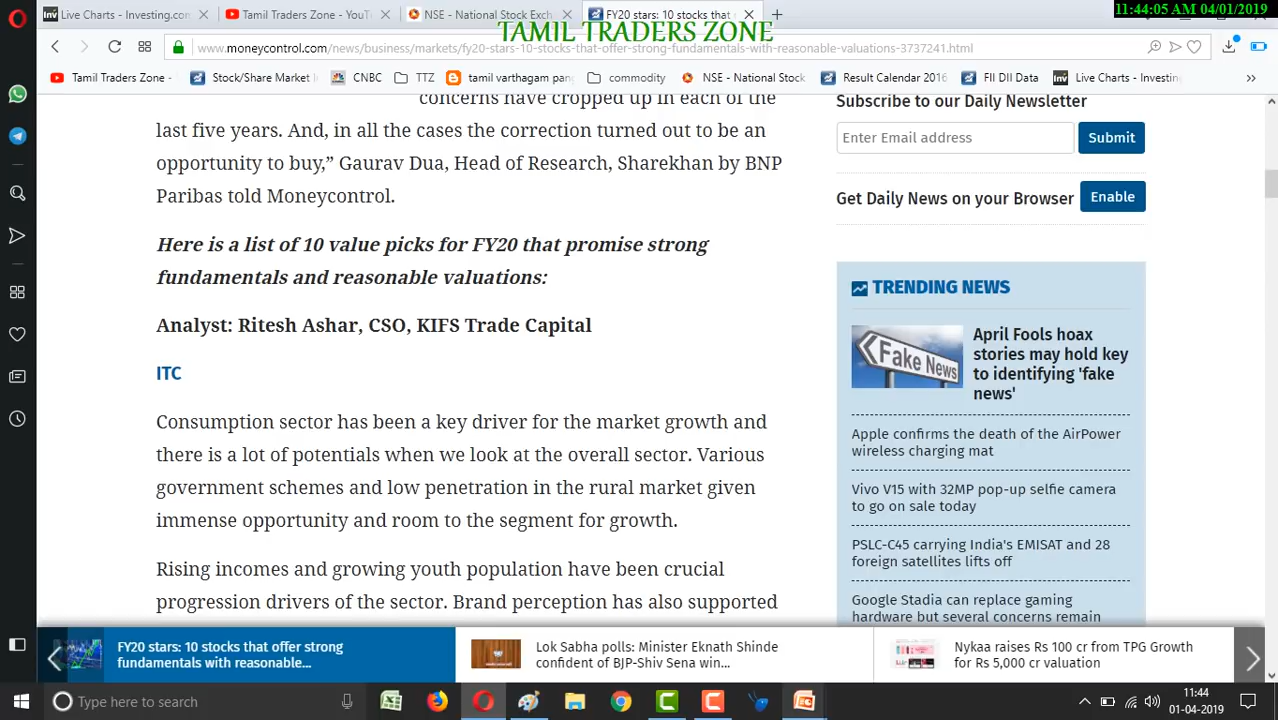 11:44:05 AM 04/01/2019
Live Charts - Investing.com
Tamil Traders Zone - YouT
NSE - National Stock Exch
FY20 stars: 10 stocks that
TAMIL TRADERS ZONE
www.moneycontrol.com/news/business/markets/fy20-stars-10-stocks-that-offer-strong-fundamentals-with-reasonable-valuations-3737241.html
Tamil Traders Zone -
Stock/Share Market I
CNBC
TTZ
tamil varthagam pan
commodity
NSE - National Stock
Result Calendar 2016
FII DII Data
Live Charts - Investin
concerns have cropped up in each of the
last five years. And, in all the cases the correction turned out to be an
opportunity to buy,” Gaurav Dua, Head of Research, Sharekhan by BNP
Paribas told Moneycontrol.
Here is a list of 10 value picks for FY20 that promise strong
fundamentals and reasonable valuations:
Analyst: Ritesh Ashar, CSO, KIFS Trade Capital
ITC
Consumption sector has been a key driver for the market growth and
there is a lot of potentials when we look at the overall sector. Various
government schemes and low penetration in the rural market given
immense opportunity and room to the segment for growth.
Rising incomes and growing youth population have been crucial
progression drivers of the sector. Brand perception has also supported
Subscribe to our Daily Newsletter
Enter Email address
Submit
Get Daily News on your Browser
Enable
TRENDING NEWS
Fake News
April Fools hoax
stories may hold key
to identifying 'fake
news'
Apple confirms the death of the AirPower
wireless charging mat
Vivo V15 with 32MP pop-up selfie camera
to go on sale today
PSLC-C45 carrying India's EMISAT and 28
foreign satellites lifts off
Google Stadia can replace gaming
hardware but several concerns remain
FY20 stars: 10 stocks that offer strong
fundamentals with reasonable...
Lok Sabha polls: Minister Eknath Shinde
confident of BJP-Shiv Sena win...
Nykaa raises Rs 100 cr from TPG Growth
for Rs 5,000 cr valuation
Type here to search
11:44
01-04-2019